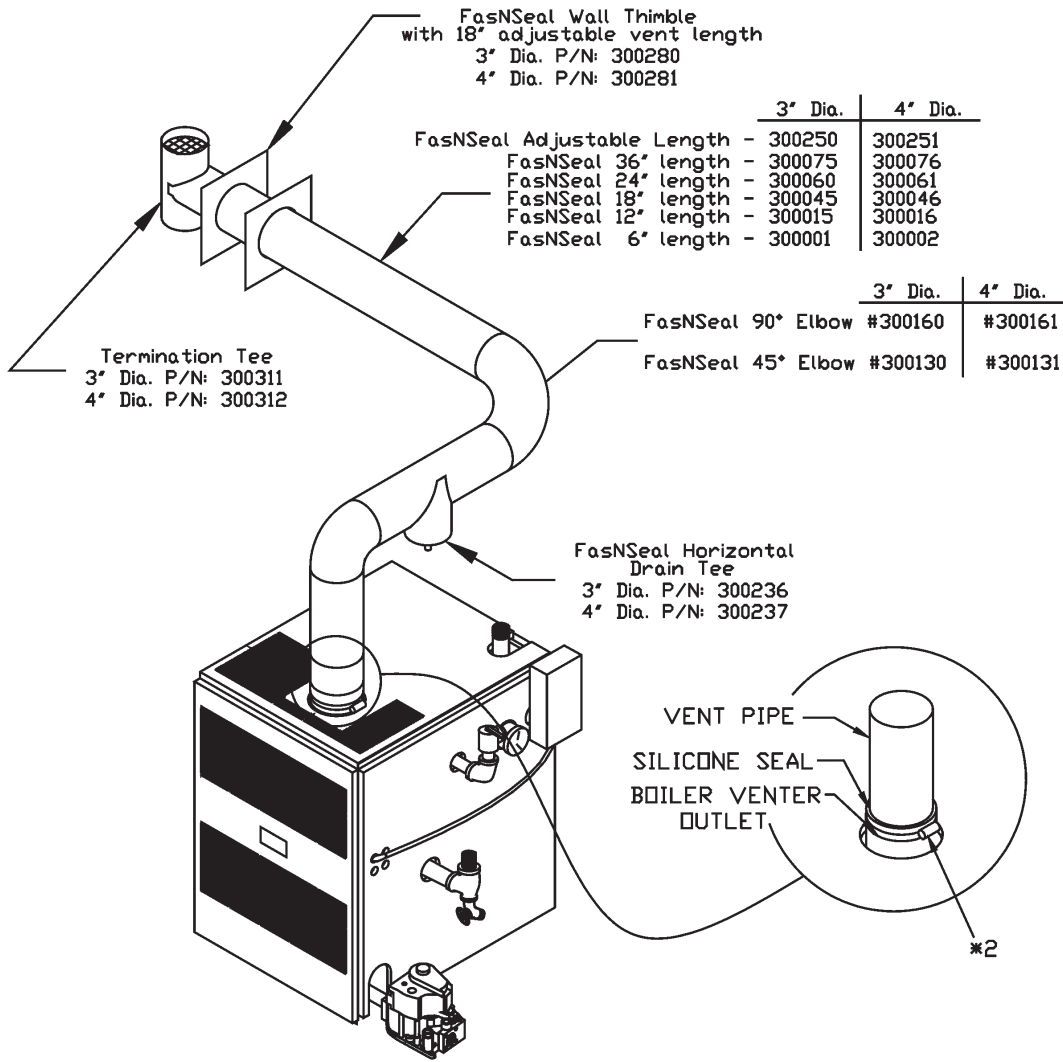 FasNSeal Wall Thimble
with 18" adjustable vent length
3" Dia. P/N: 300280
4" Dia. P/N: 300281
3" Dia. 4" Dia.
FasNSeal Adjustable Length - 300250 300251
FasNSeal 36" length - 300075 300076
FasNSeal 24" length - 300060 300061
FasNSeal 18" length - 300045 300046
FasNSeal 12" length - 300015 300016
FasNSeal 6" length - 300001 300002
3" Dia. 4" Dia.
FasNSeal 90° Elbow #300160 #300161
FasNSeal 45° Elbow #300130 #300131
Termination Tee
3" Dia. P/N: 300311
4" Dia. P/N: 300312
FasNSeal Horizontal
Drain Tee
3" Dia. P/N: 300236
4" Dia. P/N: 300237
VENT PIPE
SILICONE SEAL
BOILER VENTER
OUTLET
*2